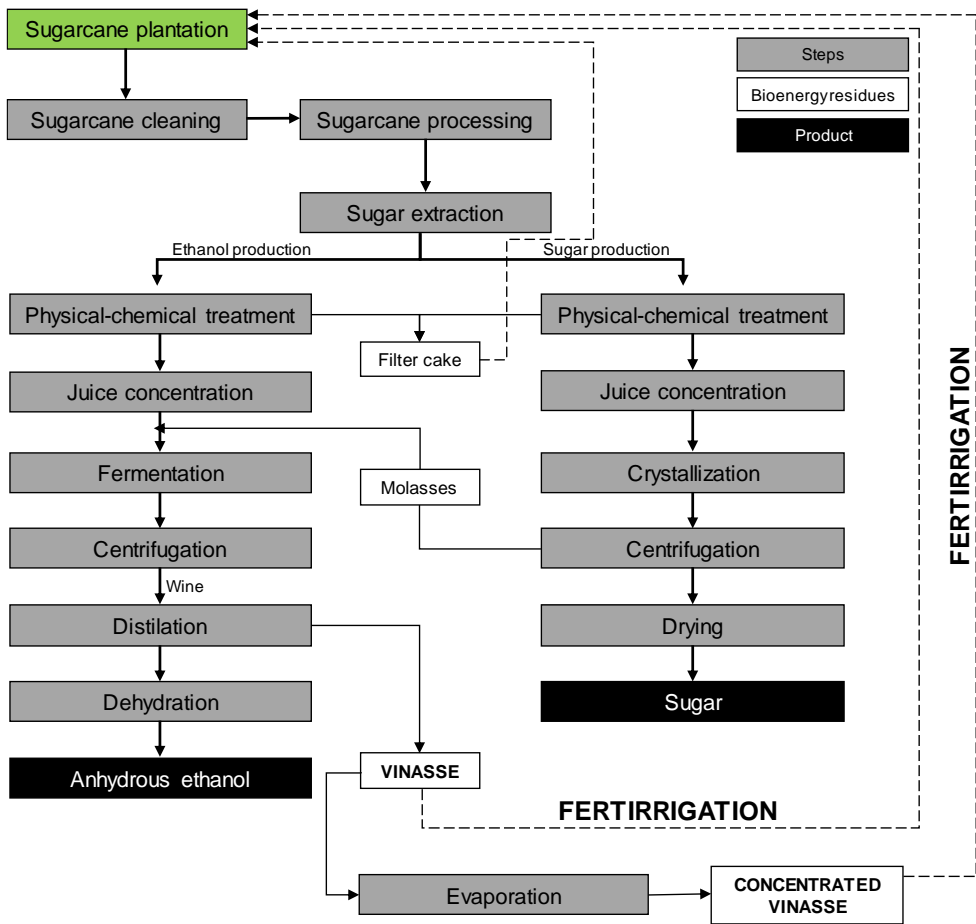 Sugarcane plantation
Steps
Bioenergy residues
Product
Sugarcane cleaning
Sugarcane processing
Sugar extraction
Ethanol production
Sugar production
Physical-chemical treatment
Physical-chemical treatment
Filter cake
Juice concentration
Juice concentration
Fermentation
Molasses
Crystallization
Centrifugation
Centrifugation
Wine
Distilation
Drying
Dehydration
Sugar
Anhydrous ethanol
VINASSE
FERTIRRIGATION
FERTIRRIGATION
Evaporation
CONCENTRATED
VINASSE